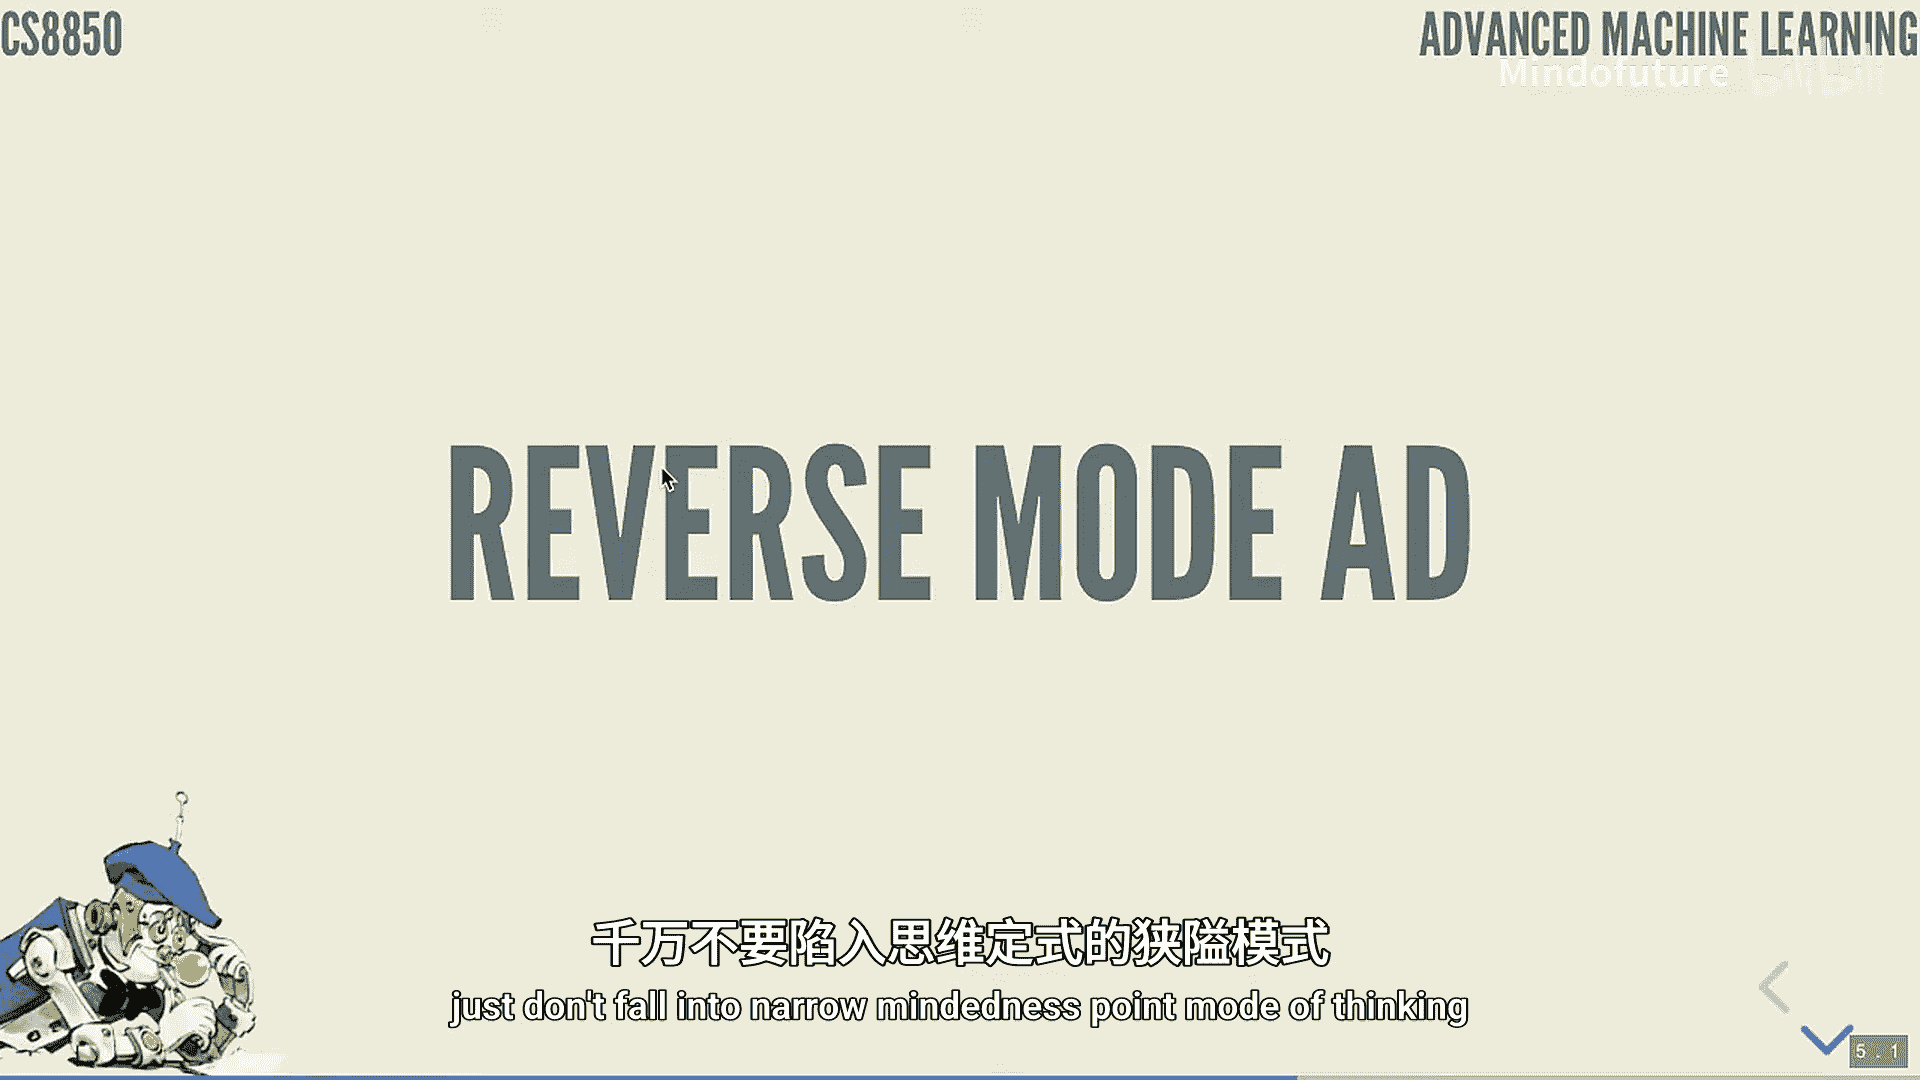 CS8850
ADVANCED MACHINE LEARNING
Mindofuture
REVERSE MODE AD
千万不要陷入思维定式的狭隘模式
just don't fall into narrow mindedness point mode of thinking
5.1